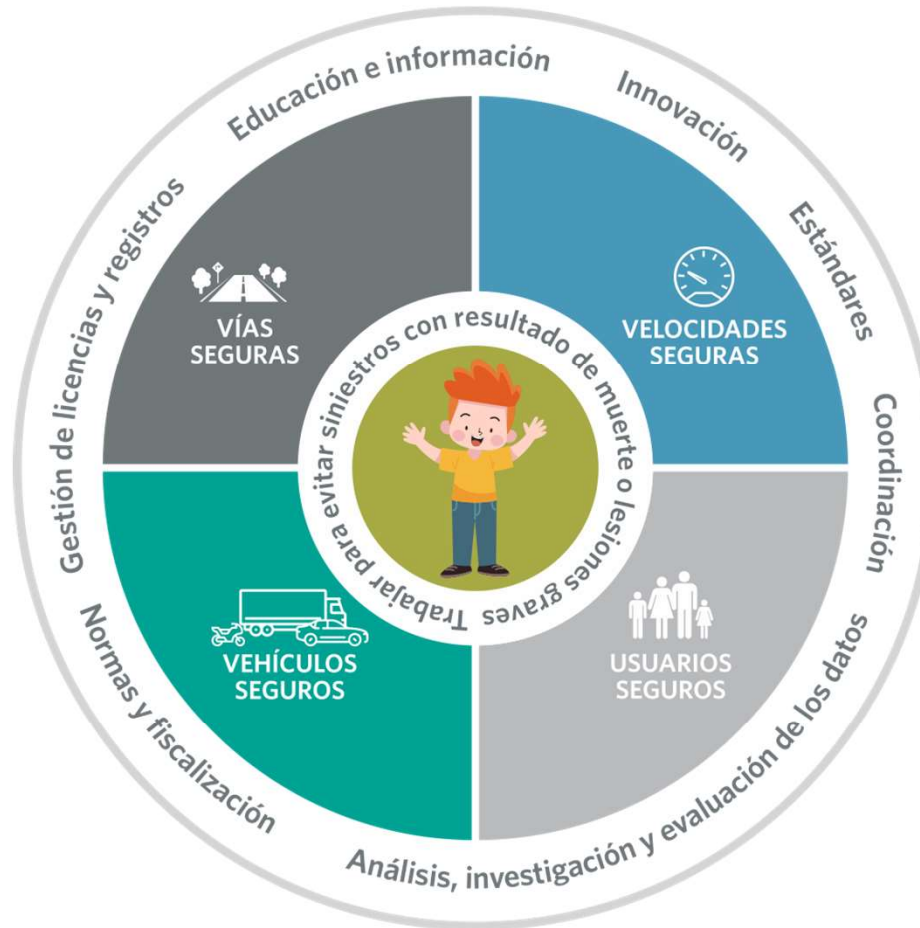 Educación e información
Innovación
Estándares
Coordinación
Análisis, investigación y evaluación de los datos
Normas y fiscalización
Gestión de licencias y registros
VÍAS
SEGURAS
VELOCIDADES
SEGURAS
VEHÍCULOS
SEGUROS
USUARIOS
SEGUROS
Trabajar para evitar siniestros con resultado de muerte o lesiones graves